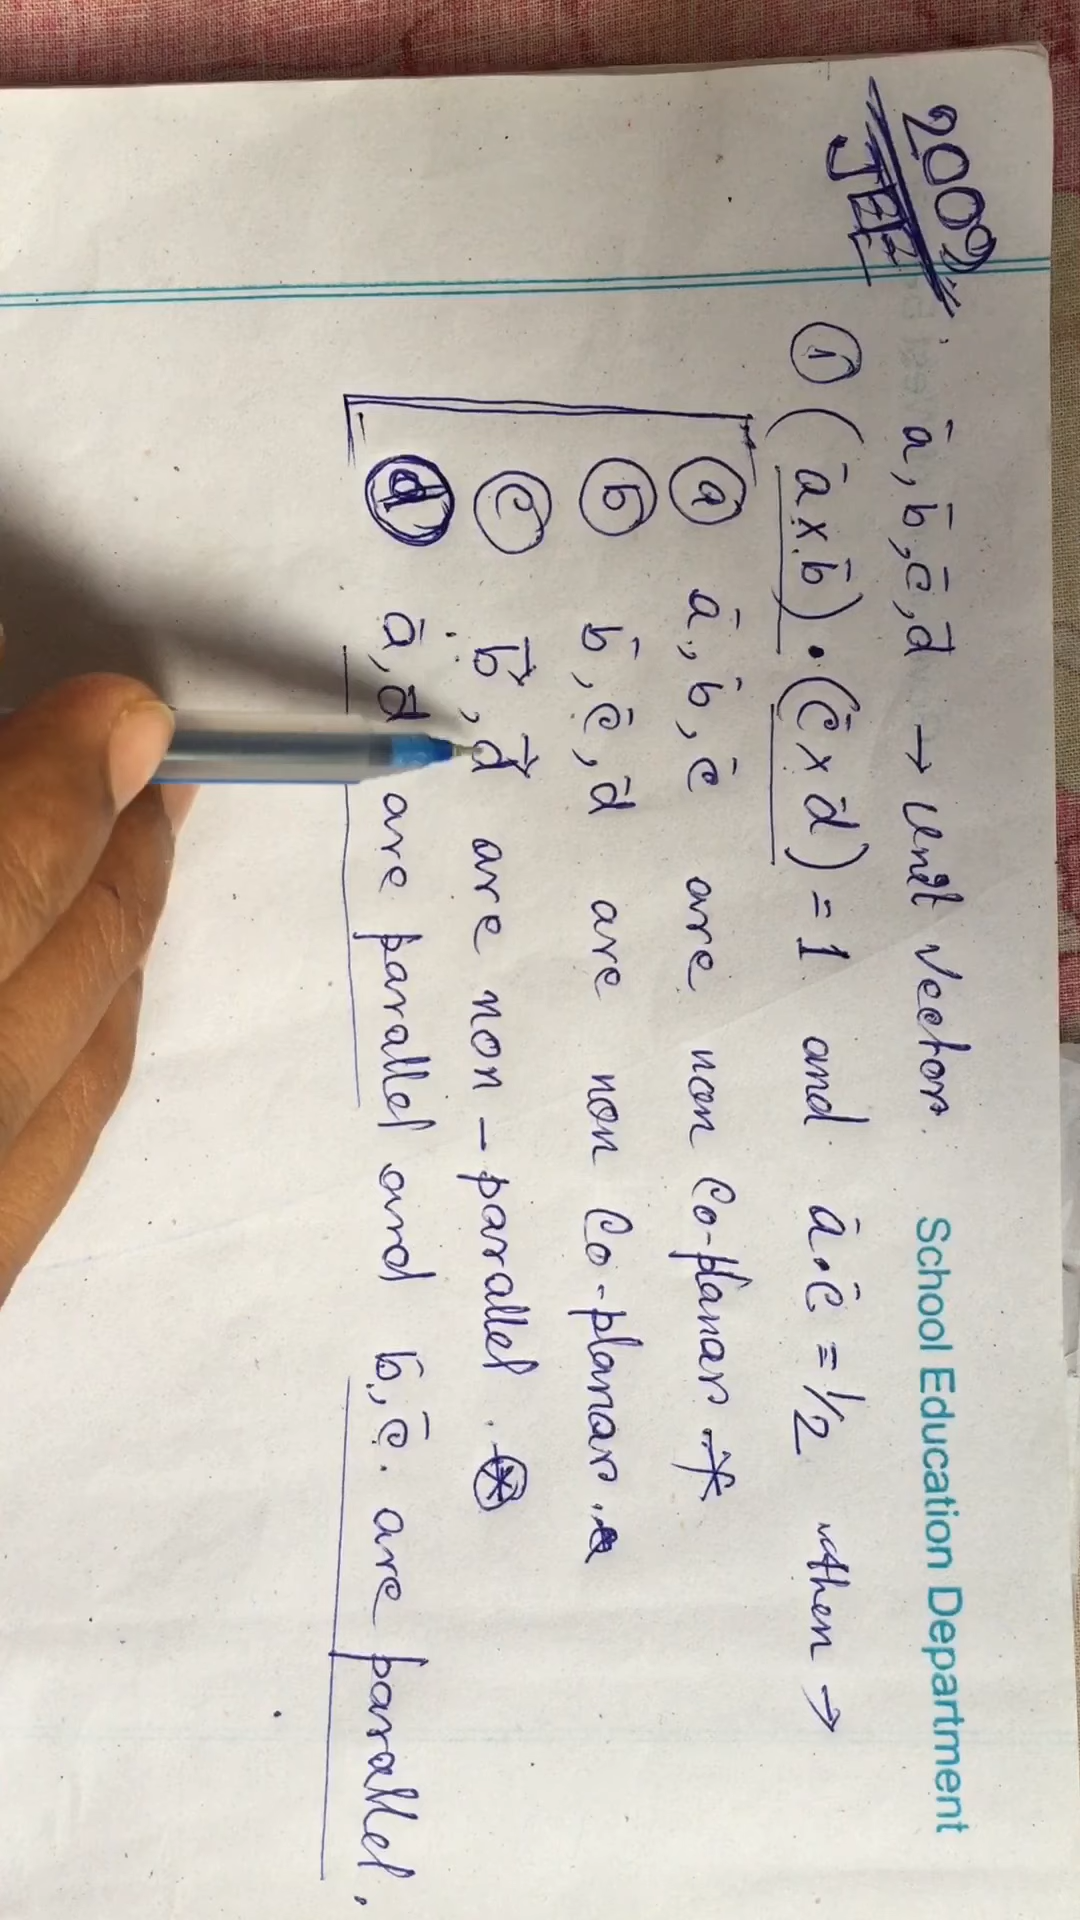 School Education Department
2009
JEE
a̅, b̅, c̅, d̅ → unit vector.
① (a̅ × b̅) · (c̅ × d̅) = 1 and a̅·c̅ = 1/2 then →
ⓐ a̅, b̅, c̅ are non Co-planar
ⓑ b̅, c̅, d̅ are non Co-planar.
ⓒ b⃗, d⃗ are non-parallel.
ⓓ a̅, d̅ are parallel and b̅, c̅. are parallel.